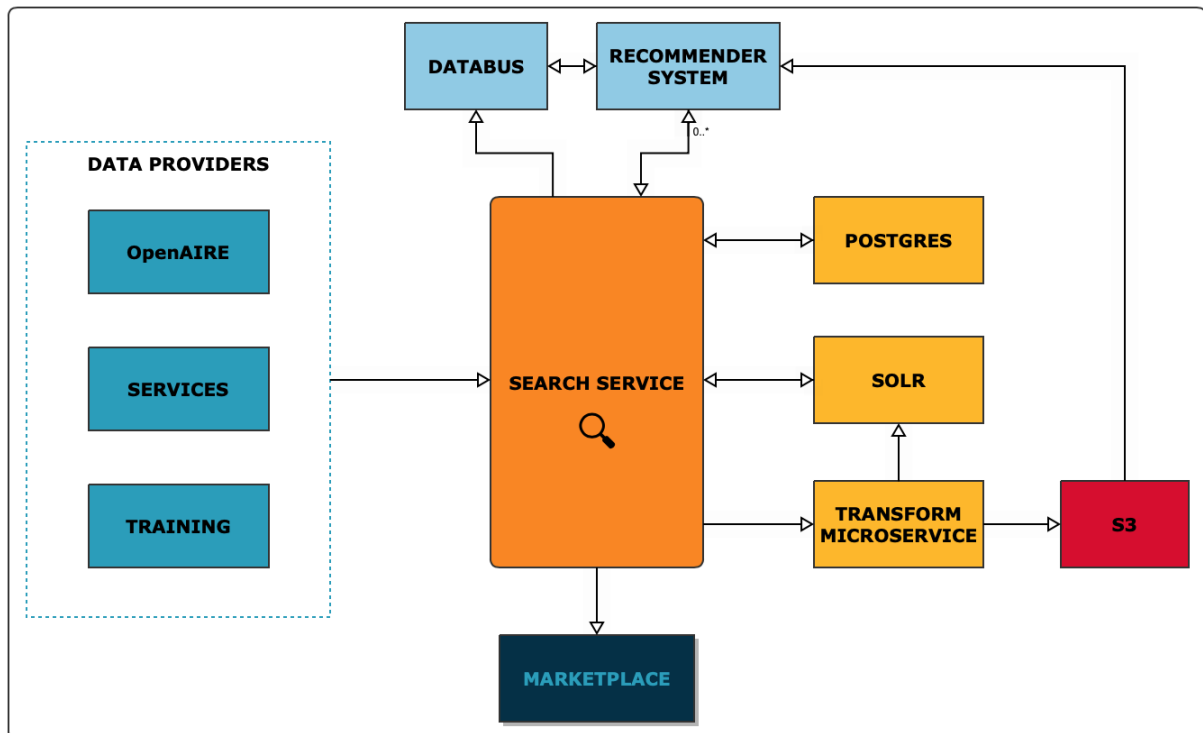 DATABUS
RECOMMENDER
SYSTEM
0..*
DATA PROVIDERS
OpenAIRE
SERVICES
TRAINING
SEARCH SERVICE
POSTGRES
SOLR
TRANSFORM
MICROSERVICE
S3
MARKETPLACE